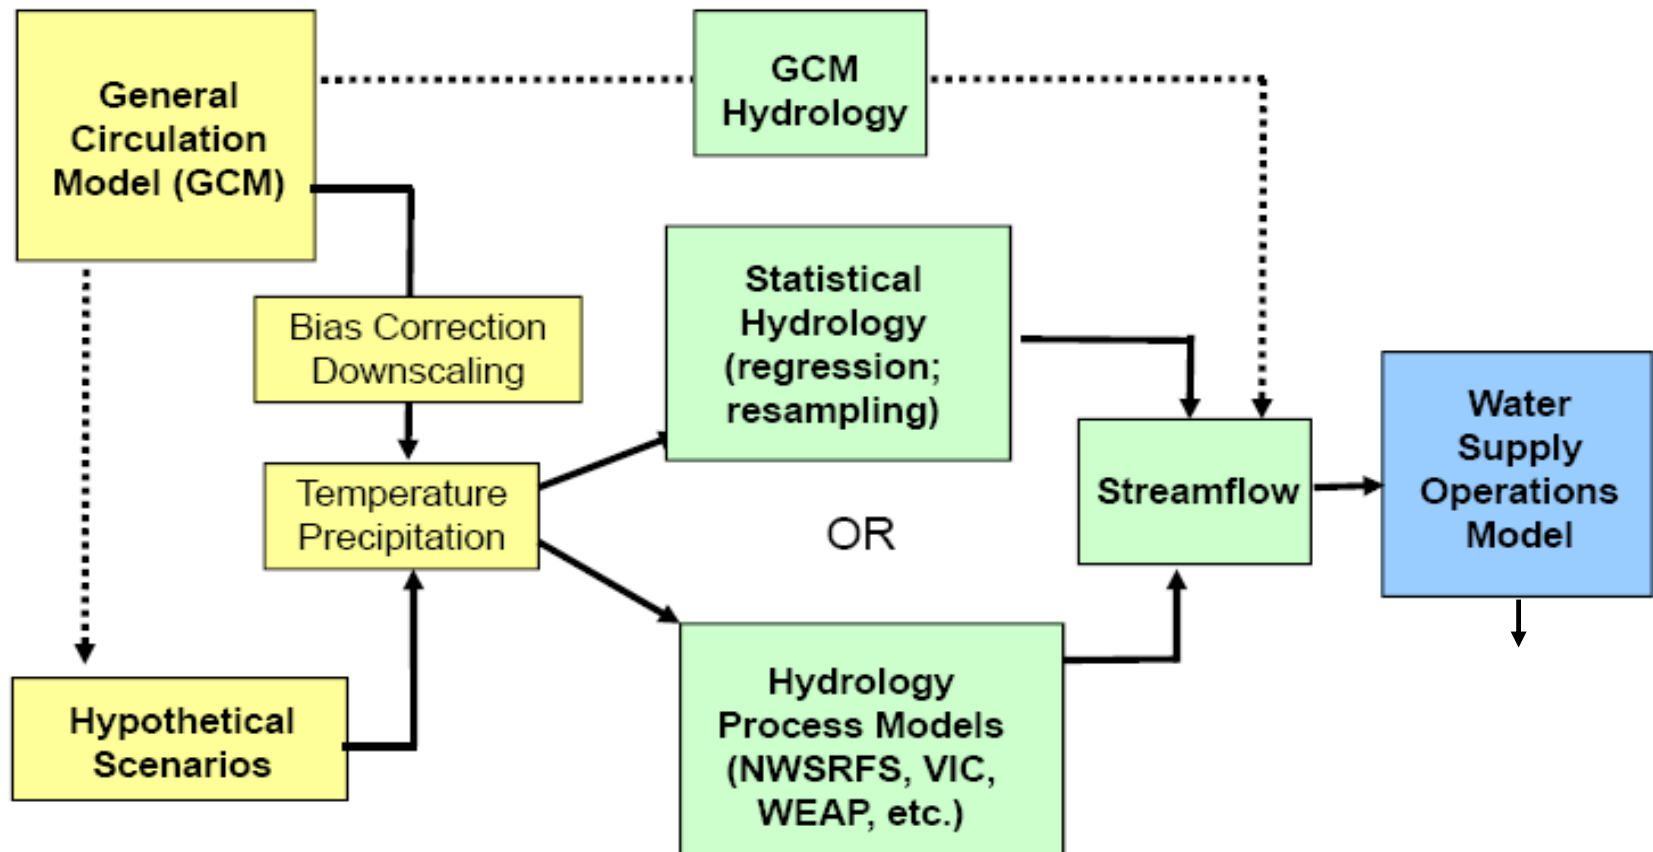 General
Circulation
Model (GCM)
GCM
Hydrology
Bias Correction
Downscaling
Statistical
Hydrology
(regression;
resampling)
Temperature
Precipitation
OR
Streamflow
Water
Supply
Operations
Model
Hypothetical
Scenarios
Hydrology
Process Models
(NWSRFS, VIC,
WEAP, etc.)